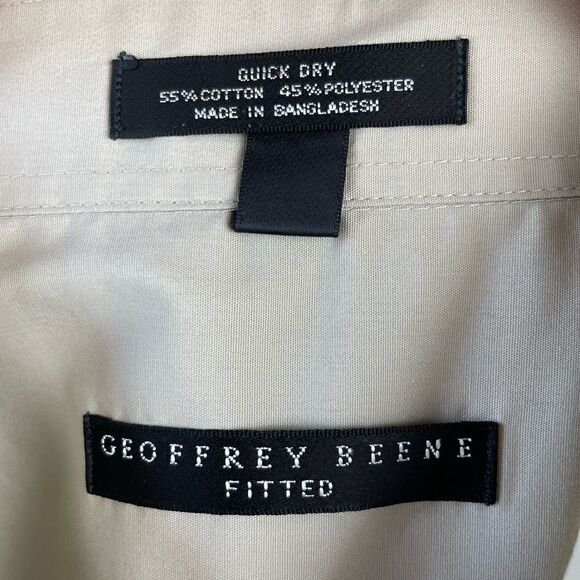 QUICK DRY
55% COTTON 45% POLYESTER
MADE IN BANGLADESH
GEOFFREY BEENE
FITTED